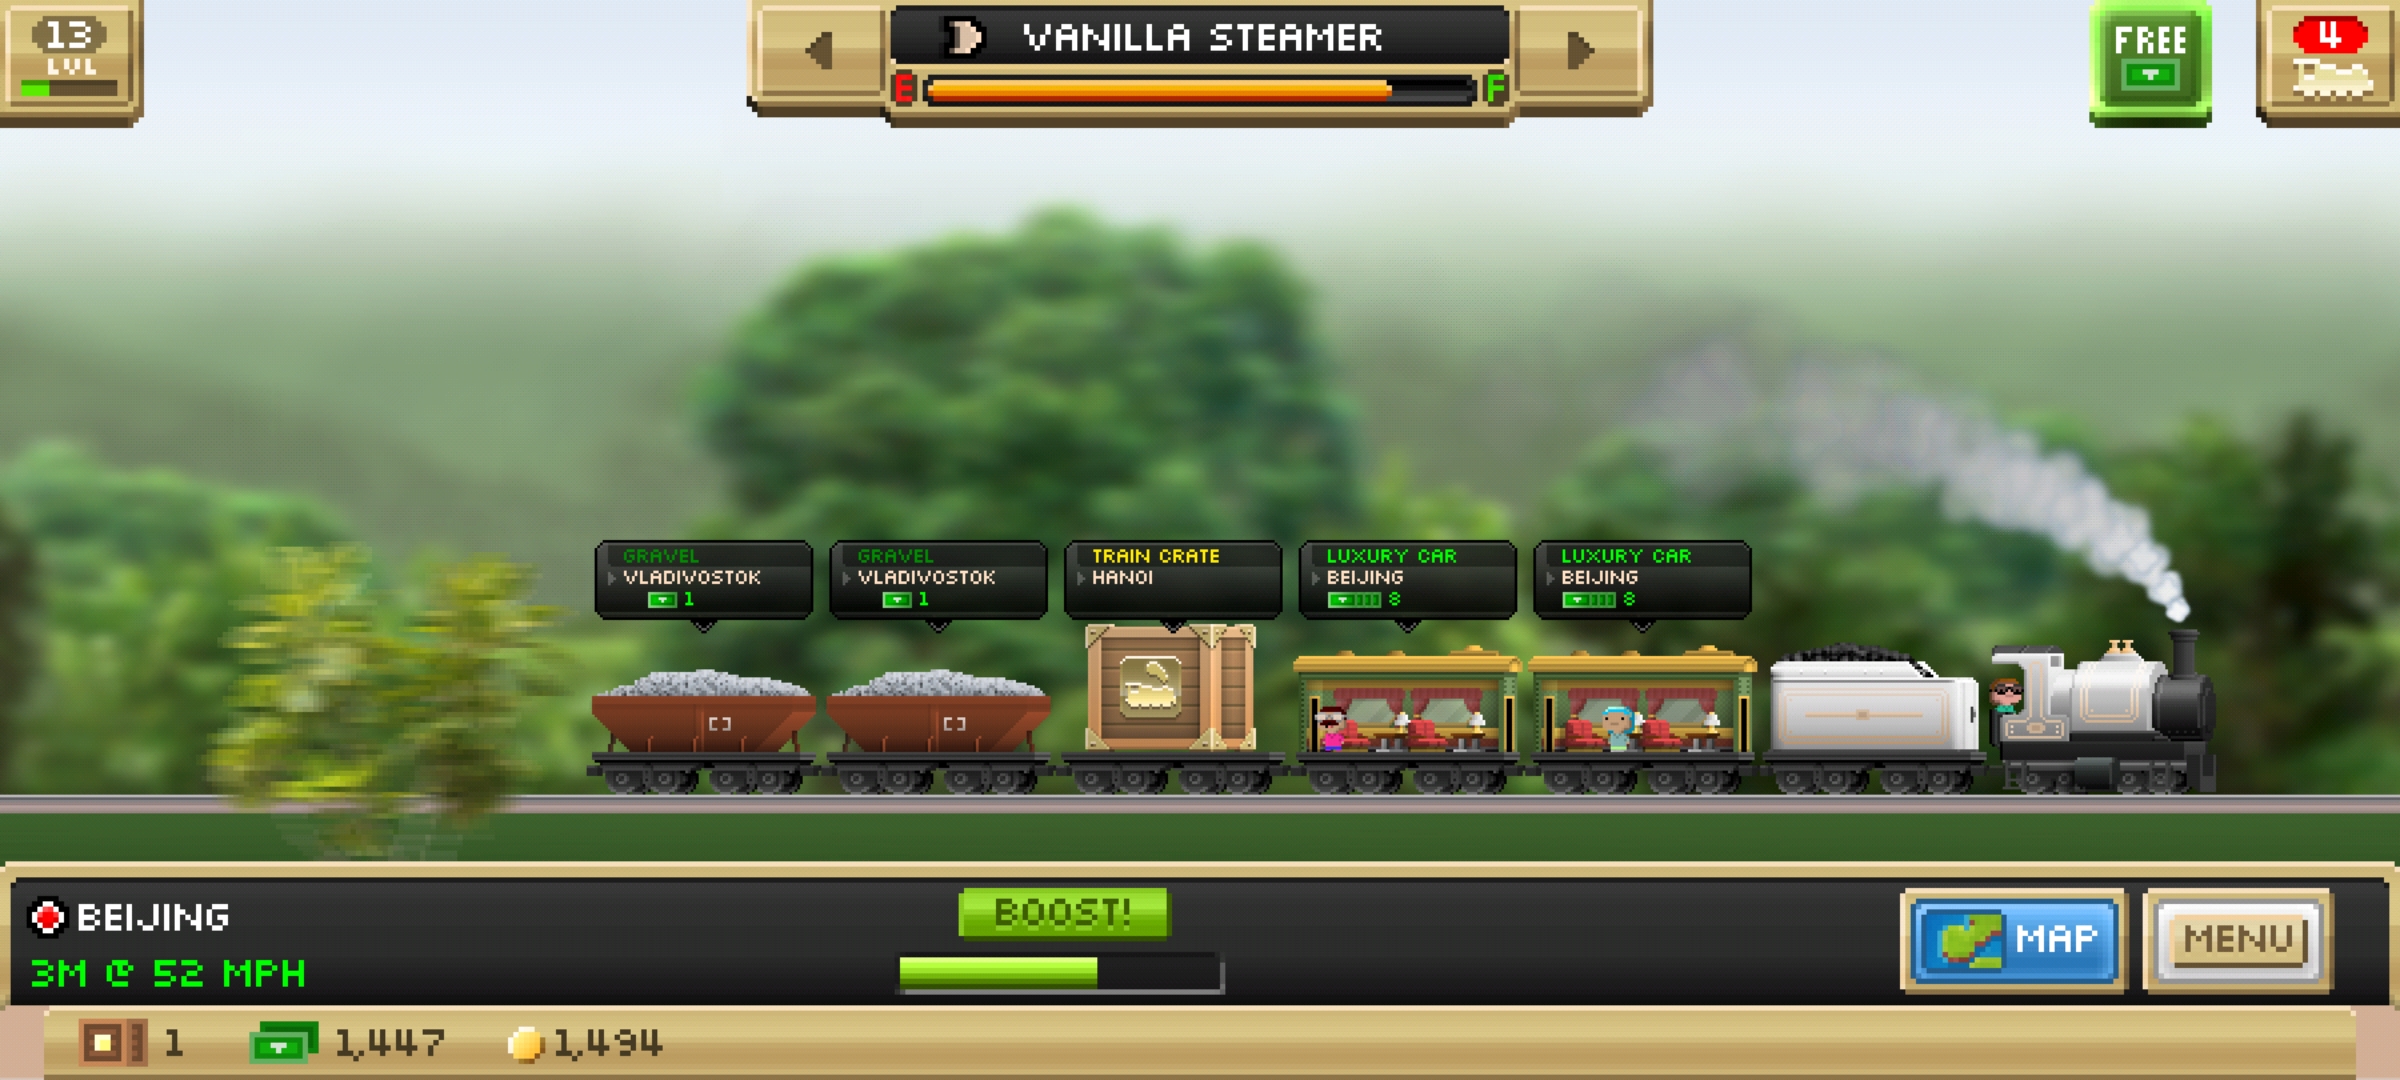 13
LVL
VANILLA STEAMER
E F
FREE
4
GRAVEL
VLADIVOSTOK
1
GRAVEL
VLADIVOSTOK
1
TRAIN CRATE
HANOI
LUXURY CAR
BEIJING
8
LUXURY CAR
BEIJING
8
BEIJING
3M @ 52 MPH
BOOST!
MAP
MENU
1 1,447 1,494